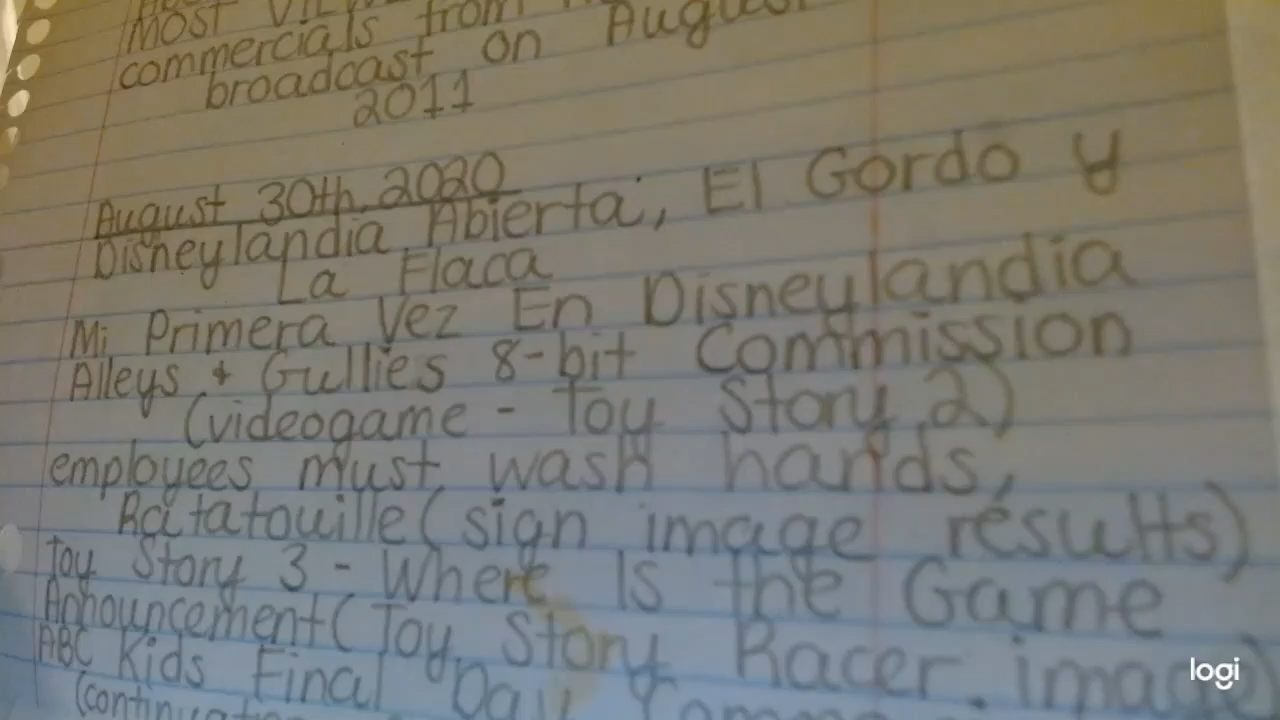 Most
commercials from
broadcast on August
2011
August 30th, 2020
Disneylandia Abierta, El Gordo y
La Flaca
Mi Primera Vez En Disneylandia
Alleys & Gullies 8-bit Commission
(videogame - Toy Story 2)
employees must wash hands,
Ratatouille (sign image results)
Toy Story 3 - Where Is the Game
Announcement (Toy Story Racer image)
ABC Kids Final Day
logi